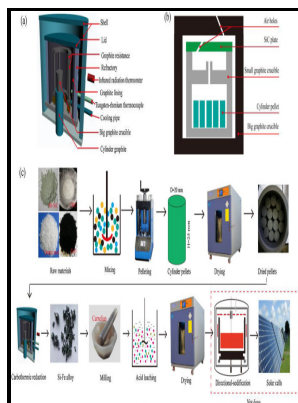 (a)
Shell
Lid
Graphite resistance
Refractory
Infrared radiation thermometer
Graphite lining
Tungsten-rhenium thermocouple
Cooling pipe
Big graphite crucible
Cylinder graphite
(b)
Air holes
SiC plate
Small graphite crucible
Cylinder pellet
Big graphite crucible
(c)
Raw materials
Mixing
Pelleting
Cylinder pellets
Drying
Dried pellets
Carbothermic reduction
Si-Fe alloy
Milling
Acid leaching
Drying
Directional-solidification
Solar cells